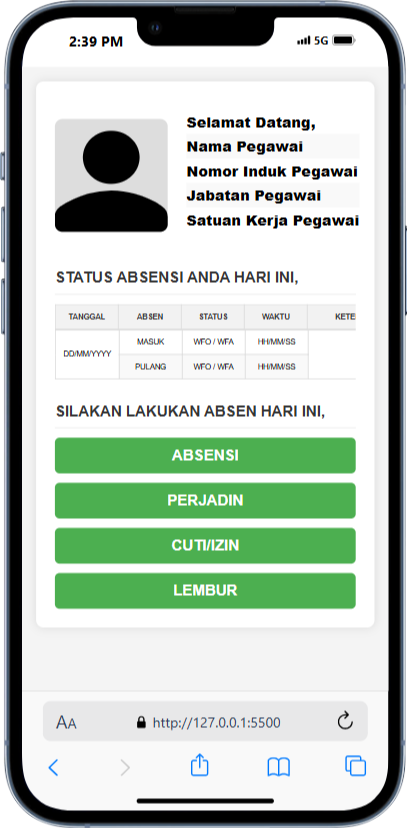 2:39 PM
5G
Selamat Datang,
Nama Pegawai
Nomor Induk Pegawai
Jabatan Pegawai
Satuan Kerja Pegawai
STATUS ABSENSI ANDA HARI INI,
TANGGAL ABSEN STATUS WAKTU KETE
DD/MM/YYYY MASUK WFO / WFA HH/MM/SS
PULANG WFO / WFA HH/MM/SS
SILAKAN LAKUKAN ABSEN HARI INI,
ABSENSI
PERJADIN
CUTI/IZIN
LEMBUR
AA http://127.0.0.1:5500